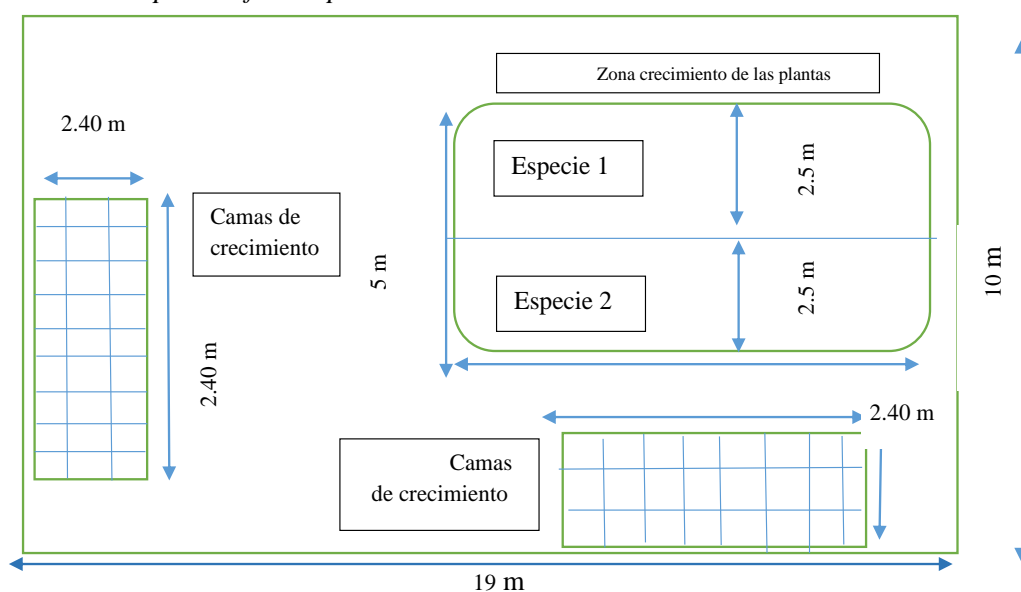 Zona crecimiento de las plantas
2.40 m
Especie 1
2.5 m
Camas de
crecimiento
5 m
10 m
Especie 2
2.5 m
2.40 m
2.40 m
Camas
de crecimiento
19 m